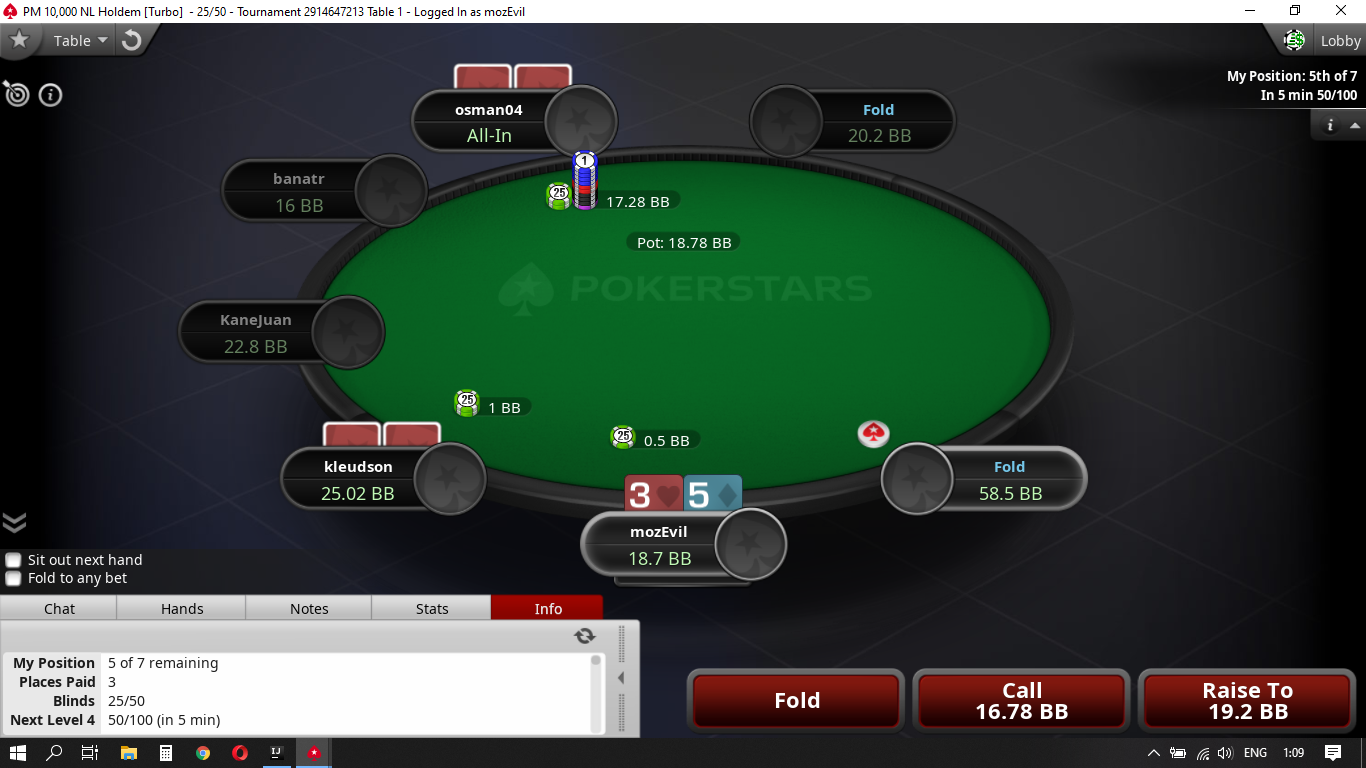 PM 10,000 NL Holdem [Turbo] - 25/50 - Tournament 2914647213 Table 1 - Logged In as mozEvil
Table
Lobby
My Position: 5th of 7
In 5 min 50/100
osman04
All-In
Fold
20.2 BB
banatr
16 BB
1
25
17.28 BB
Pot: 18.78 BB
POKERSTARS
KaneJuan
22.8 BB
25
1 BB
25
0.5 BB
kleudson
25.02 BB
3 5
Fold
58.5 BB
mozEvil
18.7 BB
Sit out next hand
Fold to any bet
Chat Hands Notes Stats Info
My Position 5 of 7 remaining
Places Paid 3
Blinds 25/50
Next Level 4 50/100 (in 5 min)
Fold
Call
16.78 BB
Raise To
19.2 BB
IJ
ENG 1:09